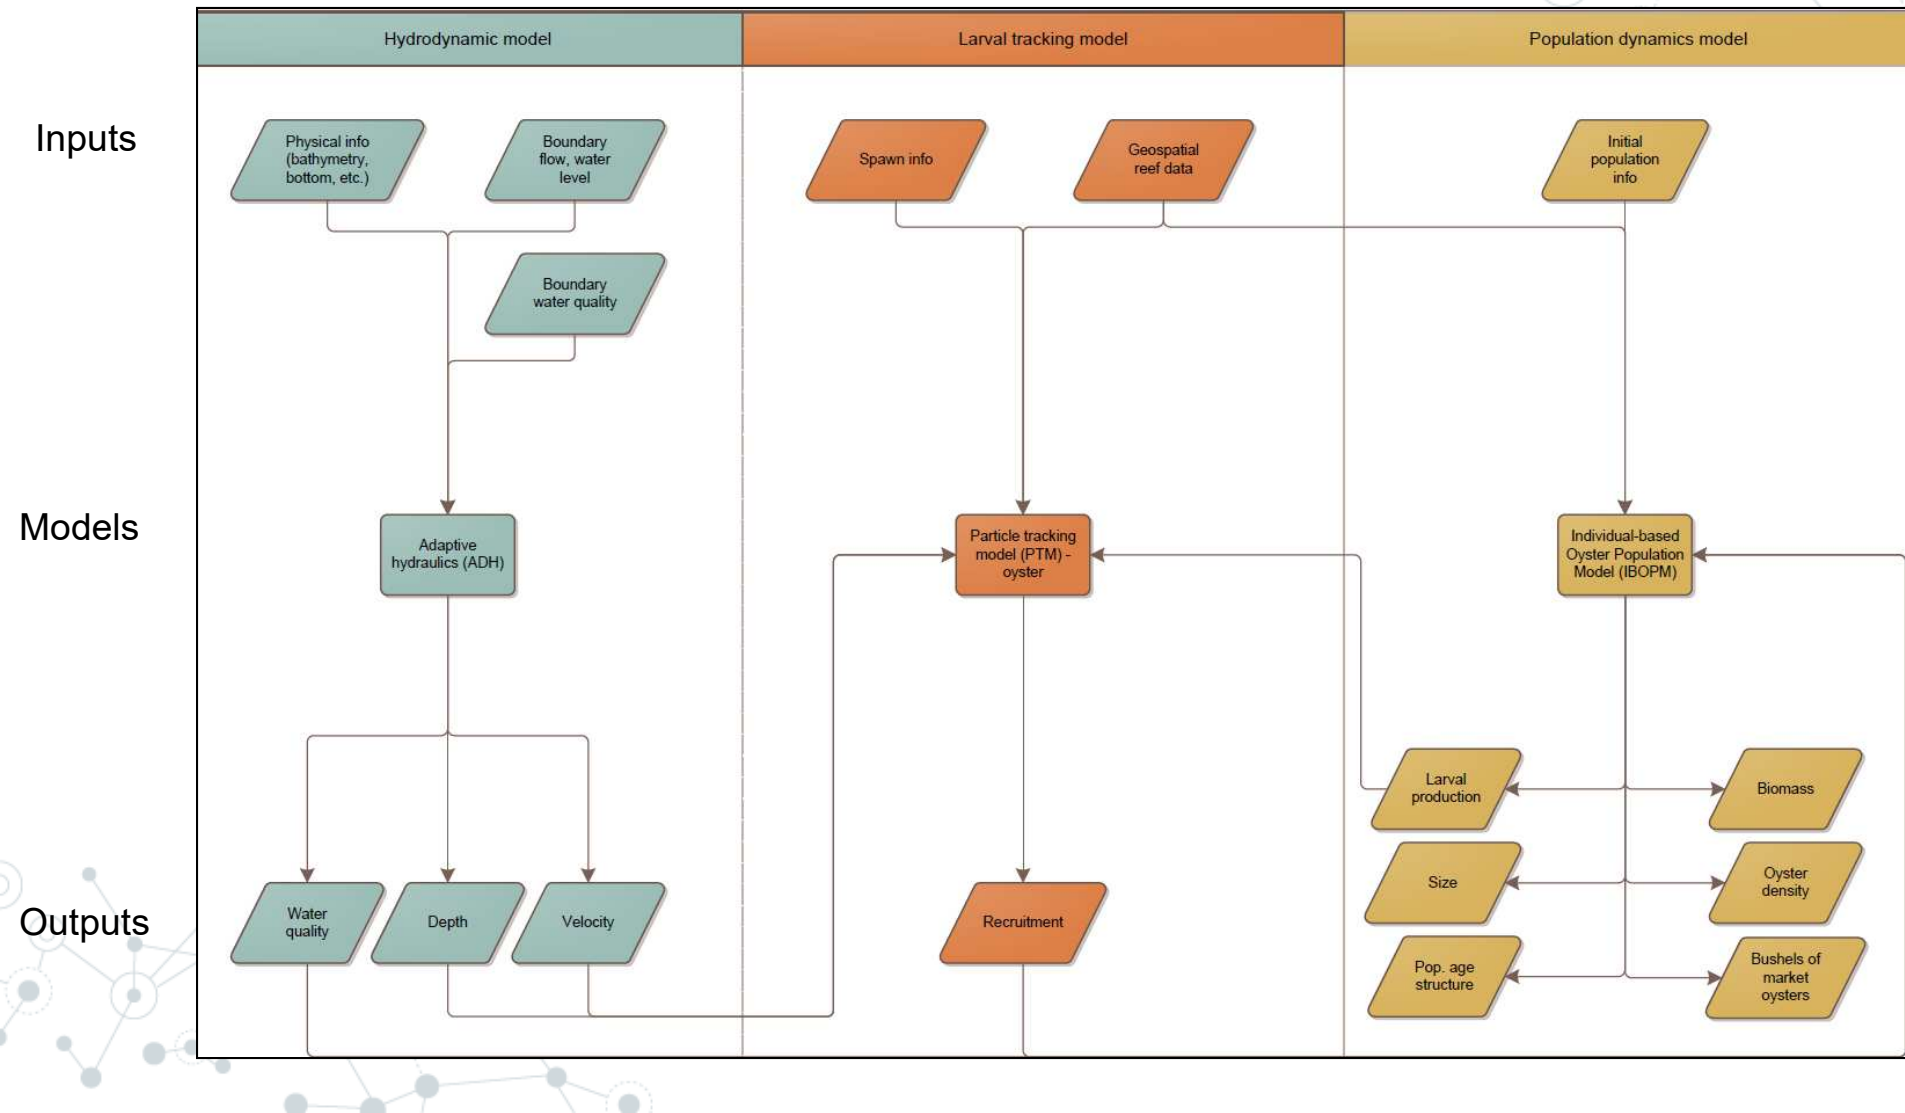 Hydrodynamic model
Larval tracking model
Population dynamics model
Inputs
Physical info
(bathymetry,
bottom, etc.)
Boundary
flow, water
level
Spawn info
Geospatial
reef data
Initial
population
info
Boundary
water quality
Models
Adaptive
hydraulics (ADH)
Particle tracking
model (PTM) -
oyster
Individual-based
Oyster Population
Model (IBOPM)
Larval
production
Biomass
Size
Oyster
density
Outputs
Water
quality
Depth
Velocity
Recruitment
Pop. age
structure
Bushels of
market
oysters